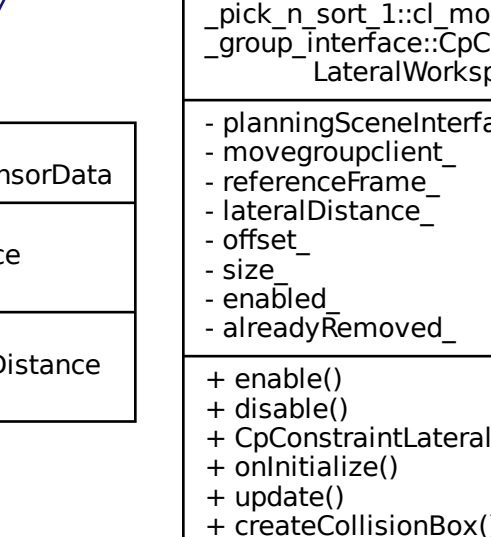 nsorData
ce
Distance
_pick_n_sort_1::cl_mo
_group_interface::CpC
LateralWorksp
- planningSceneInterfa
- movegroupclient_
- referenceFrame_
- lateralDistance_
- offset_
- size_
- enabled_
- alreadyRemoved_
+ enable()
+ disable()
+ CpConstraintLateral
+ onInitialize()
+ update()
+ createCollisionBox()